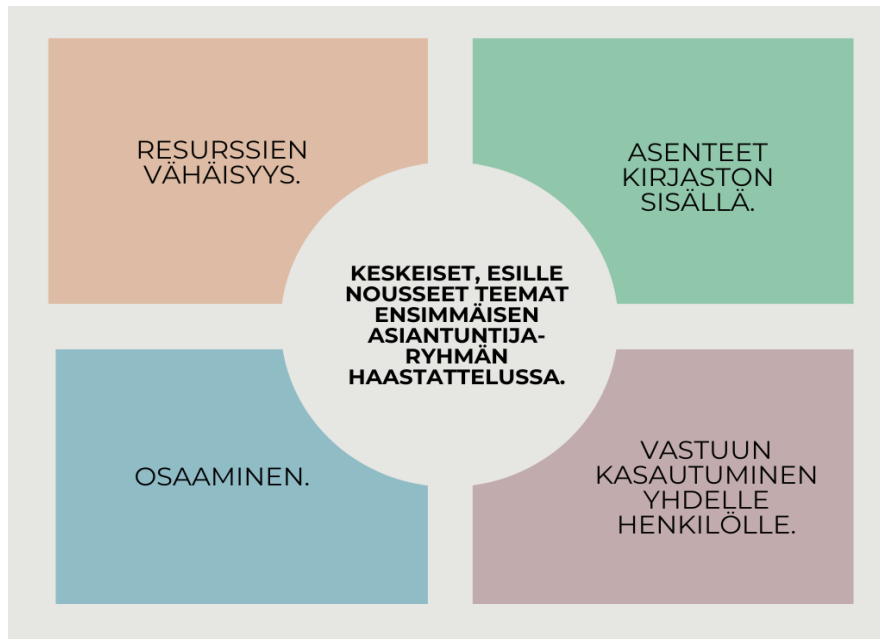 RESURSSIEN
VÄHÄISYYS.
ASENTEET
KIRJASTON
SISÄLLÄ.
KESKEISET, ESILLE
NOUSSEET TEEMAT
ENSIMMÄISEN
ASIANTUNTIJA-
RYHMÄN
HAASTATTELUSSA.
OSAAMINEN.
VASTUUN
KASAUTUMINEN
YHDELLE
HENKILÖLLE.